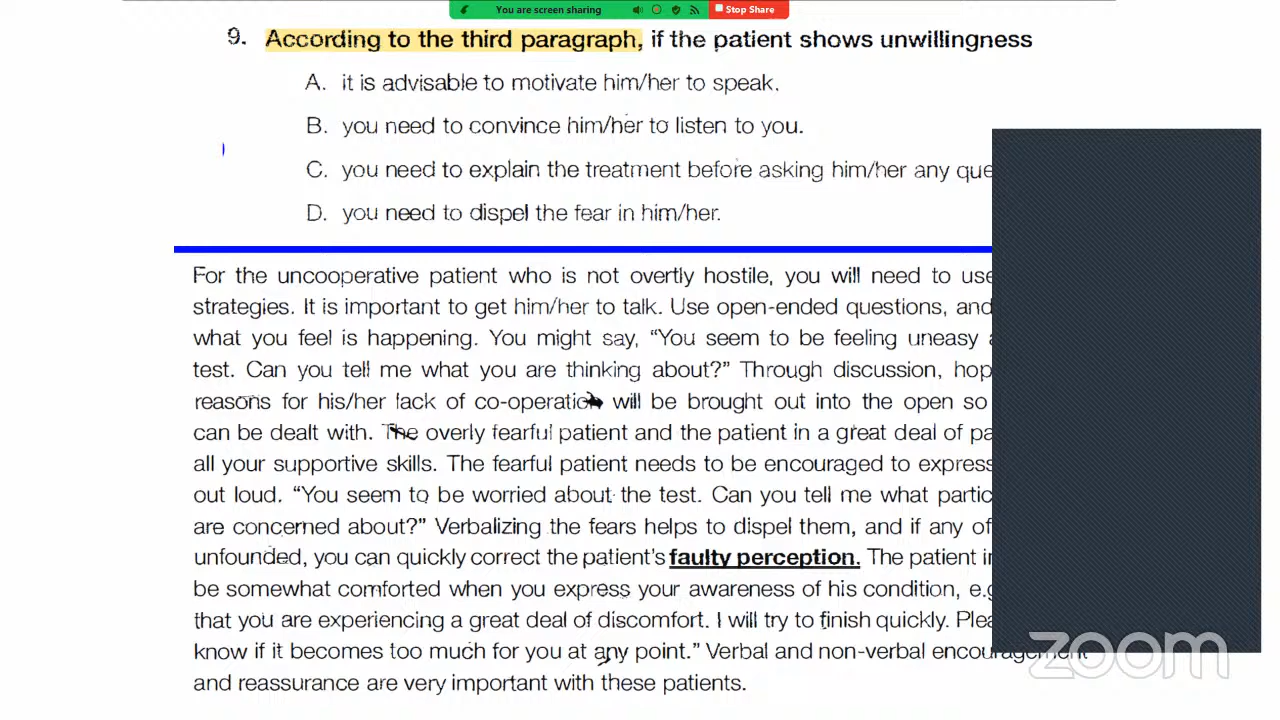 You are screen sharing
Stop Share
9. According to the third paragraph, if the patient shows unwillingness
A. it is advisable to motivate him/her to speak.
B. you need to convince him/her to listen to you.
C. you need to explain the treatment before asking him/her any que
D. you need to dispel the fear in him/her.
For the uncooperative patient who is not overtly hostile, you will need to use
strategies. It is important to get him/her to talk. Use open-ended questions, and
what you feel is happening. You might say, “You seem to be feeling uneasy
test. Can you tell me what you are thinking about?” Through discussion, hop
reasons for his/her lack of co-operation will be brought out into the open so
can be dealt with. The overly fearful patient and the patient in a great deal of pa
all your supportive skills. The fearful patient needs to be encouraged to express
out loud. “You seem to be worried about the test. Can you tell me what partic
are concerned about?” Verbalizing the fears helps to dispel them, and if any of
unfounded, you can quickly correct the patient’s faulty perception. The patient in
be somewhat comforted when you express your awareness of his condition, e.g
that you are experiencing a great deal of discomfort. I will try to finish quickly. Plea
know if it becomes too much for you at any point.” Verbal and non-verbal encouragement
and reassurance are very important with these patients.
zoom